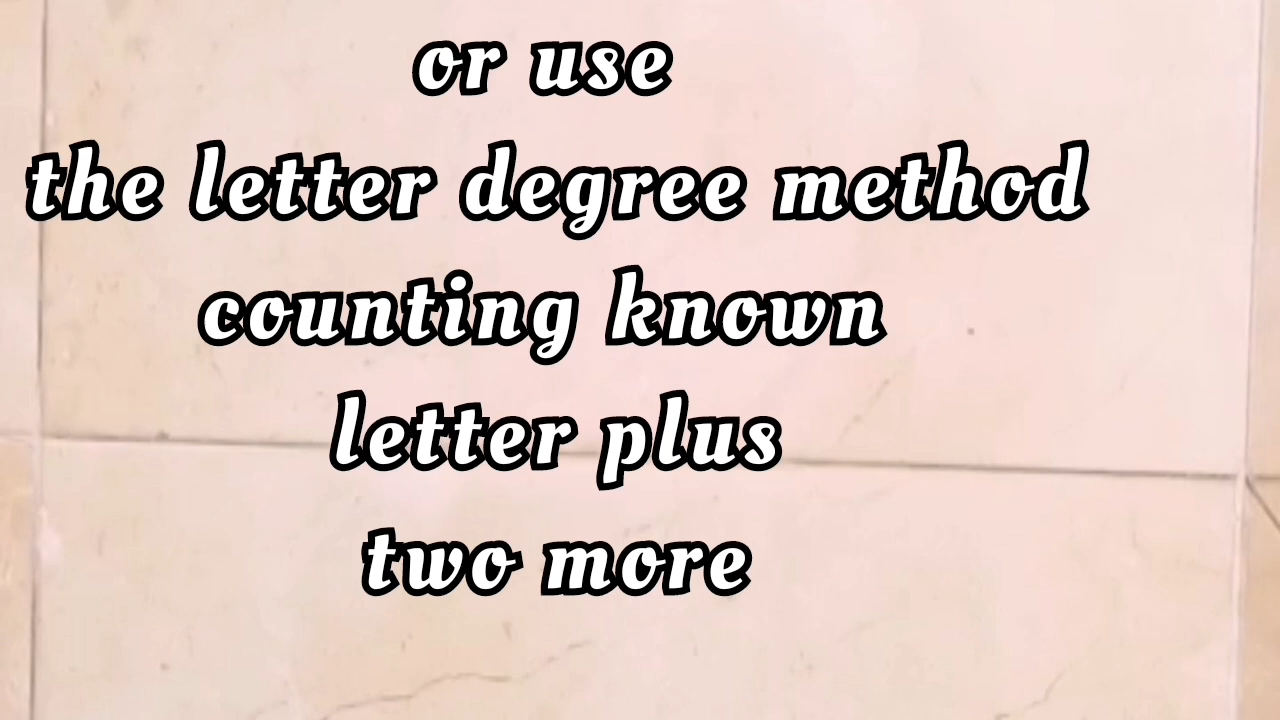 or use
the letter degree method
counting known
letter plus
two more